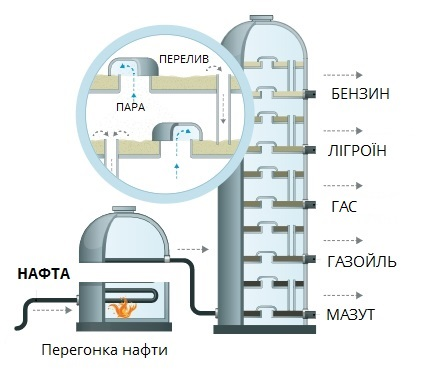 ПЕРЕЛИВ
ПАРА
БЕНЗИН
ЛІГРОЇН
ГАС
ГАЗОЙЛЬ
МАЗУТ
НАФТА
Перегонка нафти